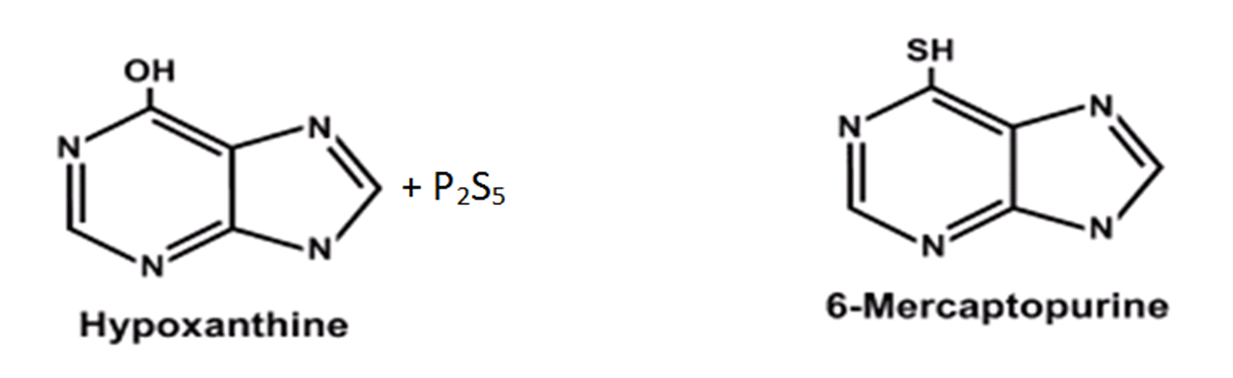 OH
N
N
N
N
+ P₂S₅
Hypoxanthine
SH
N
N
N
N
6-Mercaptopurine